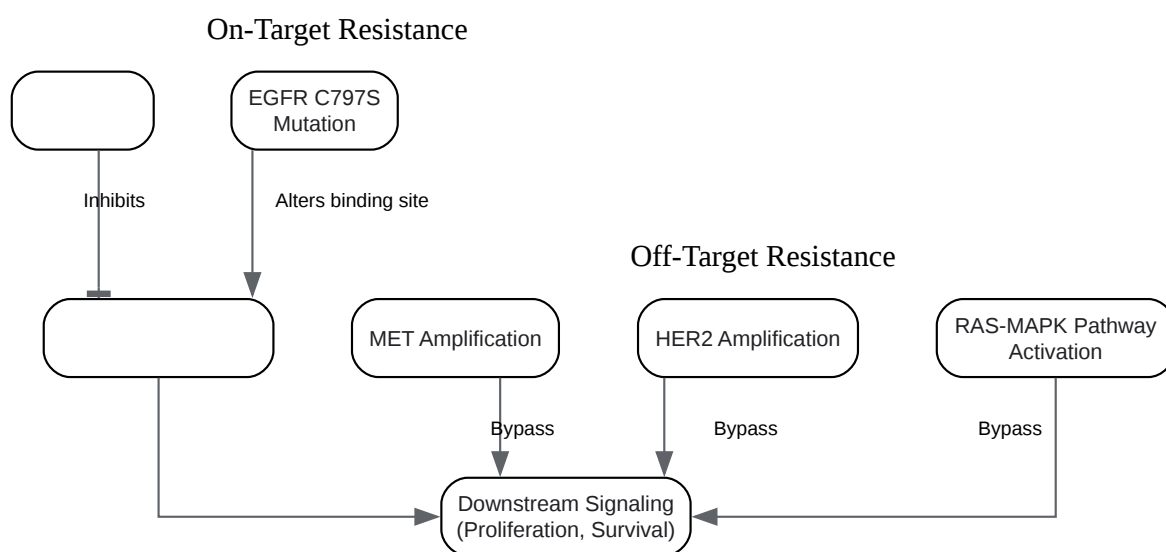 On-Target Resistance
EGFR C797S
Mutation
Inhibits
Alters binding site
Off-Target Resistance
MET Amplification
HER2 Amplification
RAS-MAPK Pathway
Activation
Bypass
Bypass
Bypass
Downstream Signaling
(Proliferation, Survival)